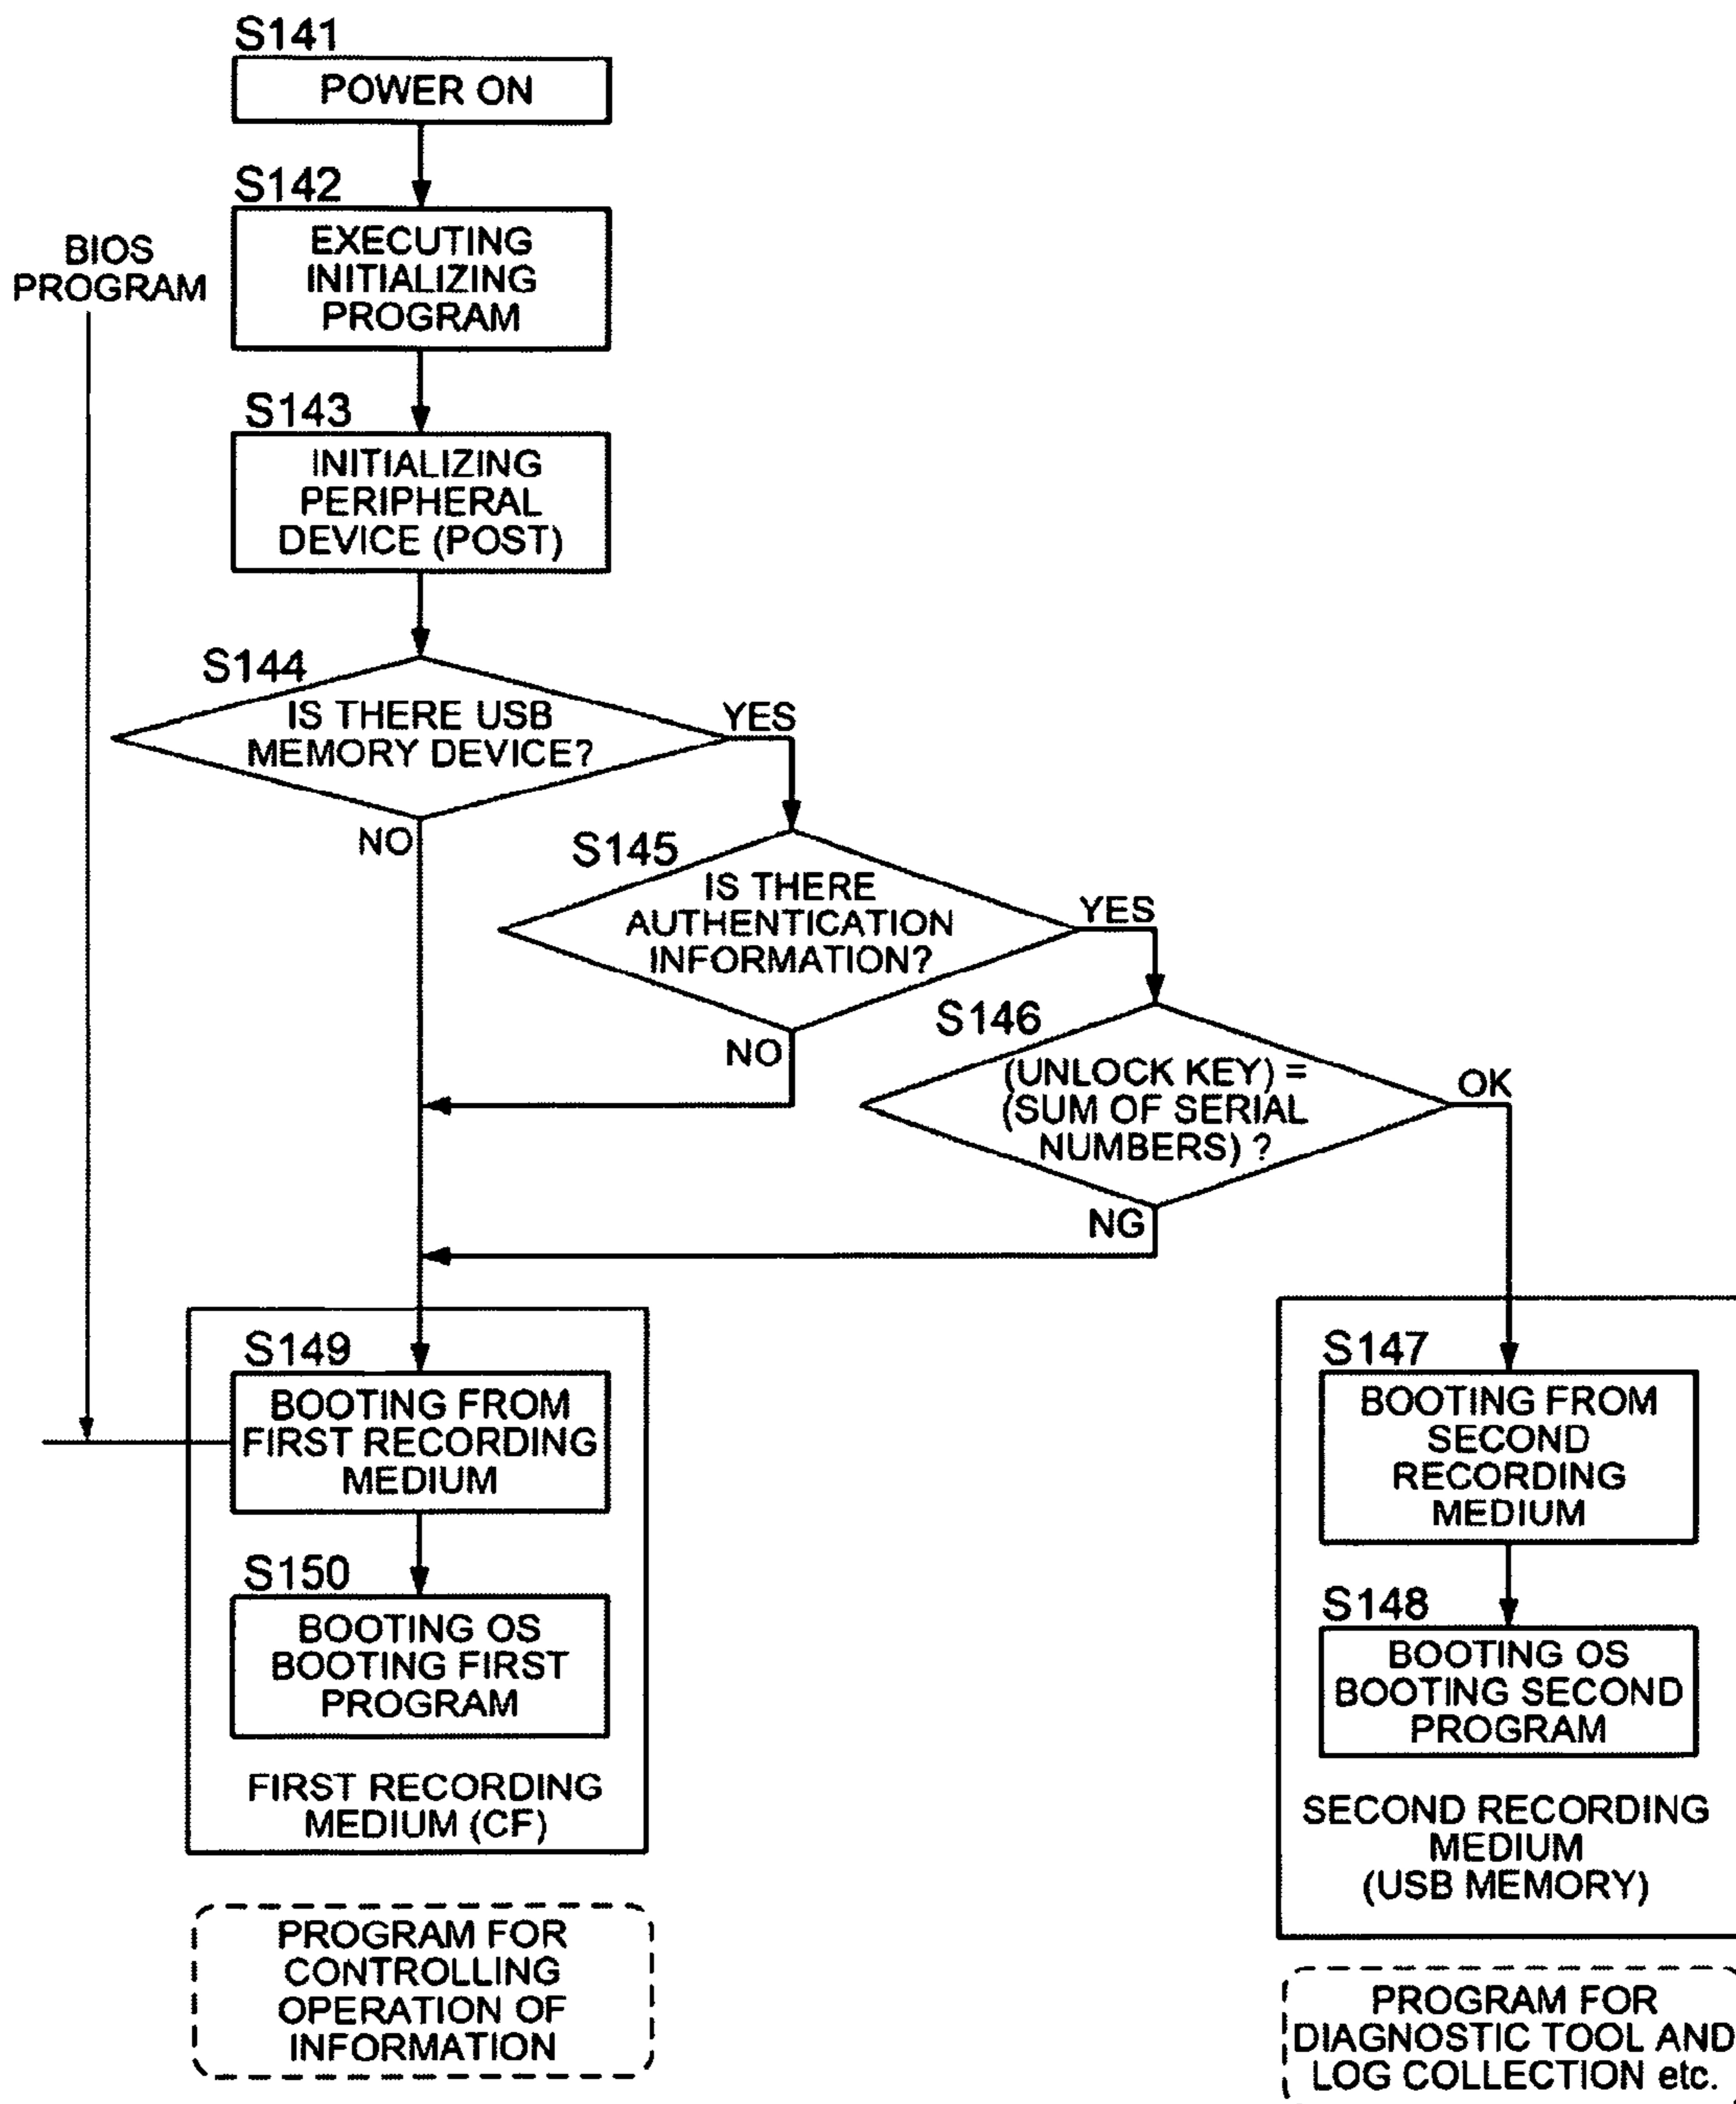 S141
POWER ON
S142
EXECUTING
INITIALIZING
PROGRAM
BIOS
PROGRAM
S143
INITIALIZING
PERIPHERAL
DEVICE (POST)
S144
IS THERE USB
MEMORY DEVICE?
YES
NO
S145
IS THERE
AUTHENTICATION
INFORMATION?
YES
NO
S146
(UNLOCK KEY) =
(SUM OF SERIAL
NUMBERS) ?
OK
NG
S149
BOOTING FROM
FIRST RECORDING
MEDIUM
S150
BOOTING OS
BOOTING FIRST
PROGRAM
FIRST RECORDING
MEDIUM (CF)
PROGRAM FOR
CONTROLLING
OPERATION OF
INFORMATION
S147
BOOTING FROM
SECOND
RECORDING
MEDIUM
S148
BOOTING OS
BOOTING SECOND
PROGRAM
SECOND RECORDING
MEDIUM
(USB MEMORY)
PROGRAM FOR
DIAGNOSTIC TOOL AND
LOG COLLECTION etc.